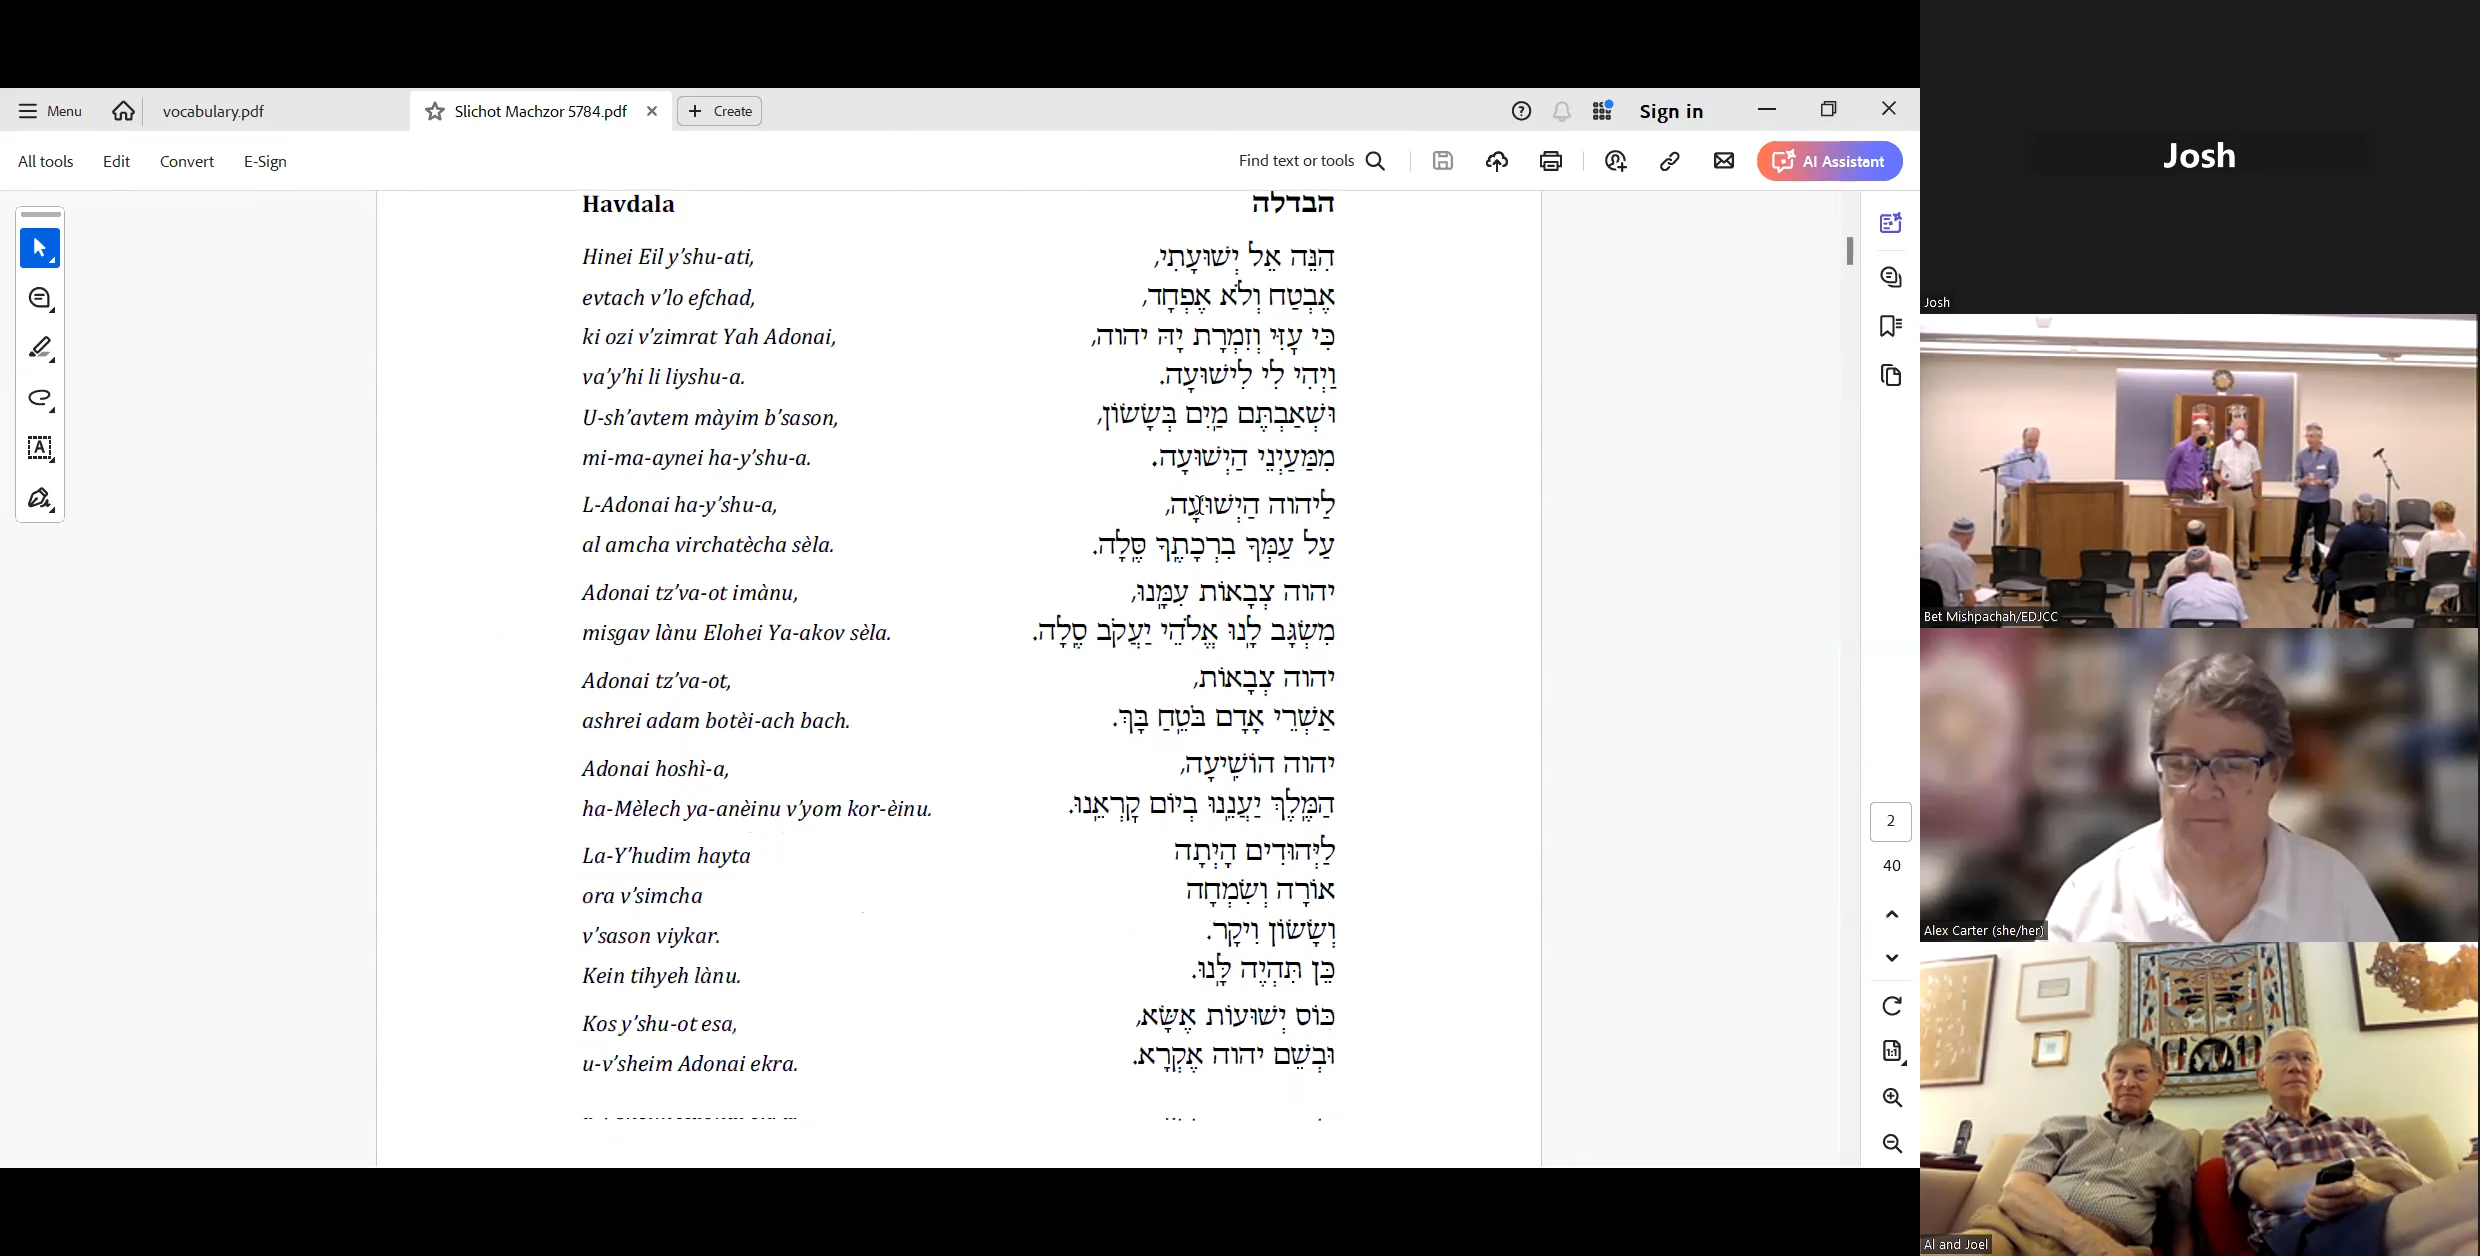 Menu
vocabulary.pdf
Slichot Machzor 5784.pdf
Create
Sign in
All tools
Edit
Convert
E-Sign
Find text or tools
AI Assistant
Havdala
הבדלה
Hinei Eil y’shu-ati,
הִנֵּה אֵל יְשׁוּעָתִי,
evtach v’lo efchad,
אֶבְטַח וְלֹא אֶפְחָד,
ki ozi v’zimrat Yah Adonai,
כִּי עָזִּי וְזִמְרָת יָהּ יהוה,
va’y’hi li liyshu-a.
וַיְהִי לִי לִישׁוּעָה.
U-sh’avtem màyim b’sason,
וּשְׁאַבְתֶּם מַיִם בְּשָׂשׂוֹן,
mi-ma-aynei ha-y’shu-a.
מִמַּעַיְנֵי הַיְשׁוּעָה.
L-Adonai ha-y’shu-a,
לַיהוה הַיְשׁוּעָה,
al amcha virchatècha sèla.
עַל עַמְּךָ בִרְכָתֶךָ סֶּלָה.
Adonai tz’va-ot imànu,
יהוה צְבָאוֹת עִמָּנוּ,
misgav lànu Elohei Ya-akov sèla.
מִשְׂגָּב לָנוּ אֱלֹהֵי יַעֲקֹב סֶלָה.
Adonai tz’va-ot,
יהוה צְבָאוֹת,
ashrei adam botèi-ach bach.
אַשְׁרֵי אָדָם בֹּטֵחַ בָּךְ.
Adonai hoshì-a,
יהוה הוֹשִׁיעָה,
ha-Mèlech ya-anèinu v’yom kor-èinu.
הַמֶּלֶךְ יַעֲנֵנוּ בְיוֹם קָרְאֵנוּ.
La-Y’hudim hayta
לַיְּהוּדִים הָיְתָה
ora v’simcha
אוֹרָה וְשִׂמְחָה
v’sason viykar.
וְשָׂשׂוֹן וִיקָר.
Kein tihyeh lànu.
כֵּן תִּהְיֶה לָּנוּ.
Kos y’shu-ot esa,
כּוֹס יְשׁוּעוֹת אֶשָּׂא,
u-v’sheim Adonai ekra.
וּבְשֵׁם יהוה אֶקְרָא.
2
40
Josh
Josh
Bet Mishpachah/EDJCC
Alex Carter (she/her)
Al and Joel